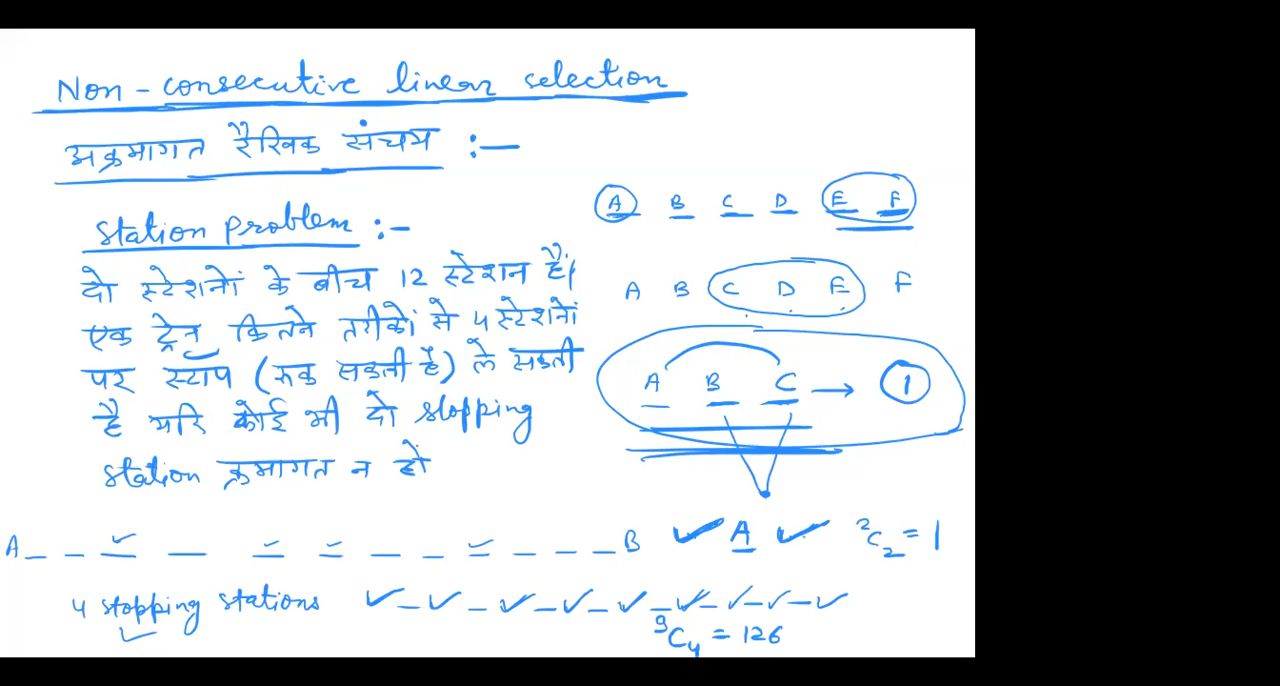 Non-consecutive linear selection
अक्रमागत रैखिक संचय :-
Station problem :-
दो स्टेशनों के बीच 12 स्टेशन है,
एक ट्रेन कितने तरीकों से 4 स्टेशनों
पर स्टाप (रूक सकती है) ले सकती
है यदि कोई भी दो stopping
station क्रमागत न हो
A B C D E F
A B C D E F
A B C → 1
A _ _ _ _ _ _ _ _ _ _ _ _ B
✓ A ✓ ²C₂ = 1
4 stopping stations ✓_✓_✓_✓_✓_✓_✓_✓_✓
⁹C₄ = 126